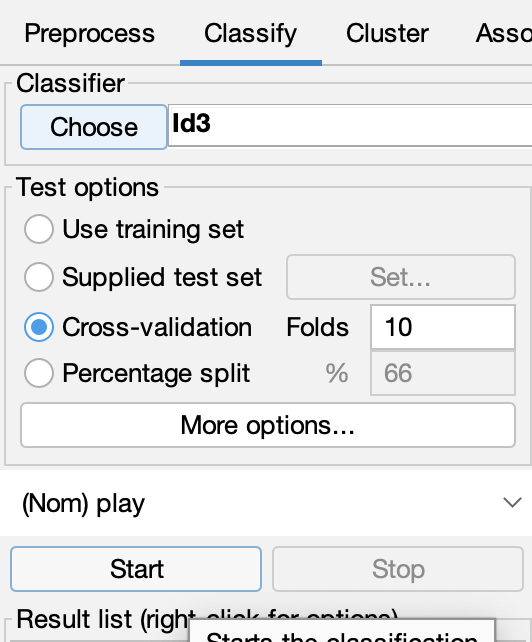 Preprocess Classify Cluster Asso
Classifier
Choose Id3
Test options
Use training set
Supplied test set Set...
Cross-validation Folds 10
Percentage split % 66
More options...
(Nom) play
Start Stop
Result list (right-click for options)
Starts the classification